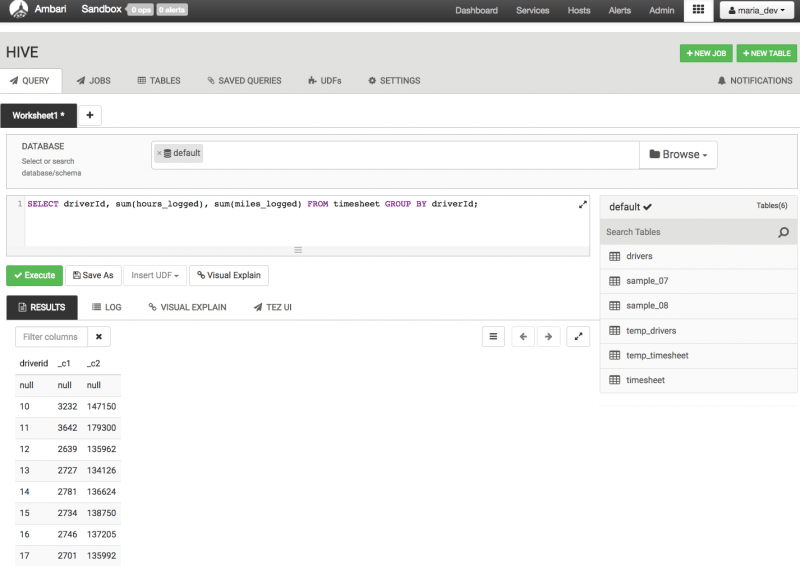 Ambari Sandbox 0 ops 0 alerts Dashboard Services Hosts Alerts Admin maria_dev
HIVE + NEW JOB + NEW TABLE
QUERY JOBS TABLES SAVED QUERIES UDFs SETTINGS NOTIFICATIONS
Worksheet1 * +
DATABASE
Select or search
database/schema
× default
Browse
1 SELECT driverId, sum(hours_logged), sum(miles_logged) FROM timesheet GROUP BY driverId;
Execute Save As Insert UDF Visual Explain
RESULTS LOG VISUAL EXPLAIN TEZ UI
Filter columns
driverid _c1 _c2
null null null
10 3232 147150
11 3642 179300
12 2639 135962
13 2727 134126
14 2781 136624
15 2734 138750
16 2746 137205
17 2701 135992
default Tables(6)
Search Tables
drivers
sample_07
sample_08
temp_drivers
temp_timesheet
timesheet